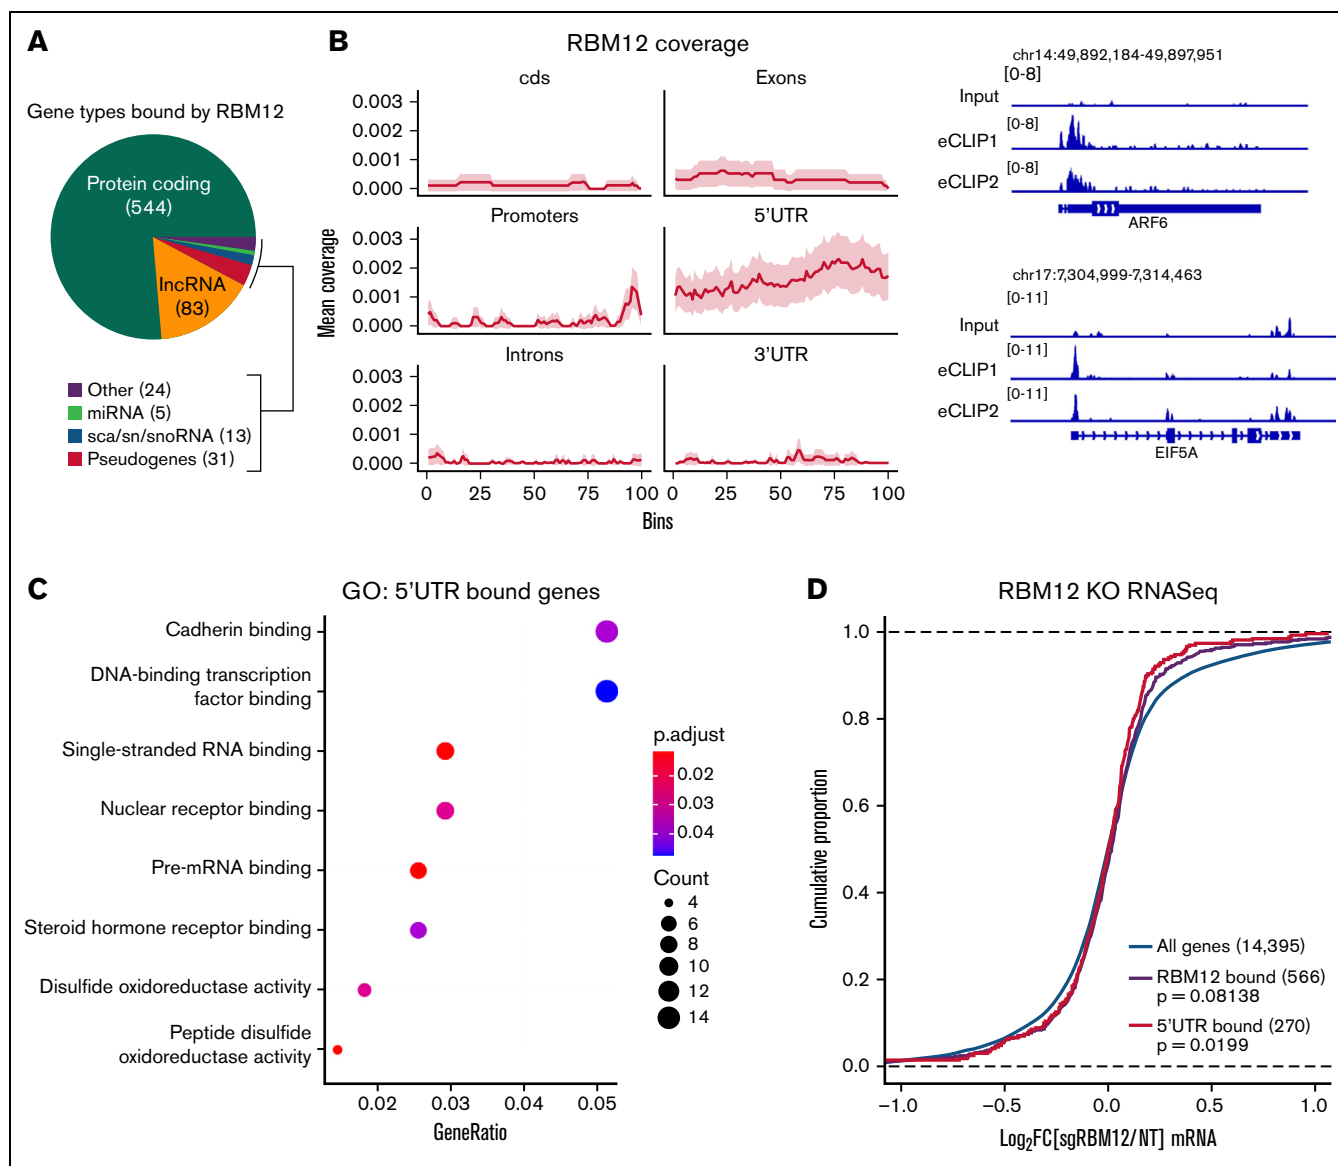 A
Gene types bound by RBM12
Protein coding
(544)
lncRNA
(83)
Other (24)
miRNA (5)
sca/sn/snoRNA (13)
Pseudogenes (31)
B
RBM12 coverage
cds
Exons
0.003
0.002
0.001
0.000
Promoters
5'UTR
0.003
0.002
0.001
0.000
Introns
3'UTR
0.003
0.002
0.001
0.000
Mean coverage
0 25 50 75 100 0 25 50 75 100
Bins
chr14:49,892,184-49,897,951
[0-8]
Input
[0-8]
eCLIP1
[0-8]
eCLIP2
ARF6
chr17:7,304,999-7,314,463
[0-11]
Input
[0-11]
eCLIP1
[0-11]
eCLIP2
EIF5A
C
GO: 5'UTR bound genes
Cadherin binding
DNA-binding transcription
factor binding
Single-stranded RNA binding
Nuclear receptor binding
Pre-mRNA binding
Steroid hormone receptor binding
Disulfide oxidoreductase activity
Peptide disulfide
oxidoreductase activity
0.02 0.03 0.04 0.05
GeneRatio
p.adjust
0.02
0.03
0.04
Count
4
6
8
10
12
14
D
RBM12 KO RNASeq
1.0
0.8
0.6
0.4
0.2
0.0
Cumulative proportion
All genes (14,395)
RBM12 bound (566)
p = 0.08138
5'UTR bound (270)
p = 0.0199
−1.0 −0.5 0.0 0.5 1.0
Log₂FC[sgRBM12/NT] mRNA